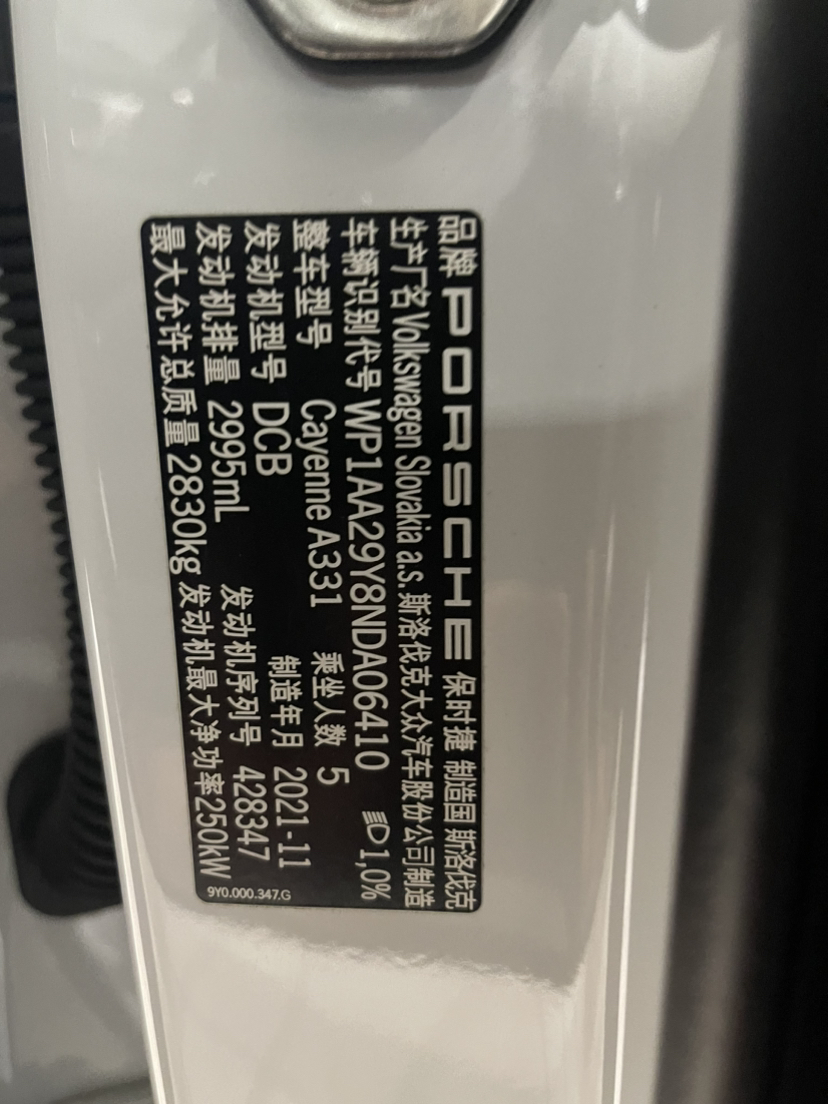 品牌 PORSCHE 保时捷 制造国 斯洛伐克
生产厂名 Volkswagen Slovakia a.s. 斯洛伐克大众汽车股份公司制造
车辆识别代号 WP1AA29Y8NDA06410 1,0%
整车型号 Cayenne A331 乘坐人数 5
发动机型号 DCB 制造年月 2021-11
发动机排量 2995mL 发动机序列号 428347
最大允许总质量 2830kg 发动机最大净功率 250kW
9Y0.000.347.G